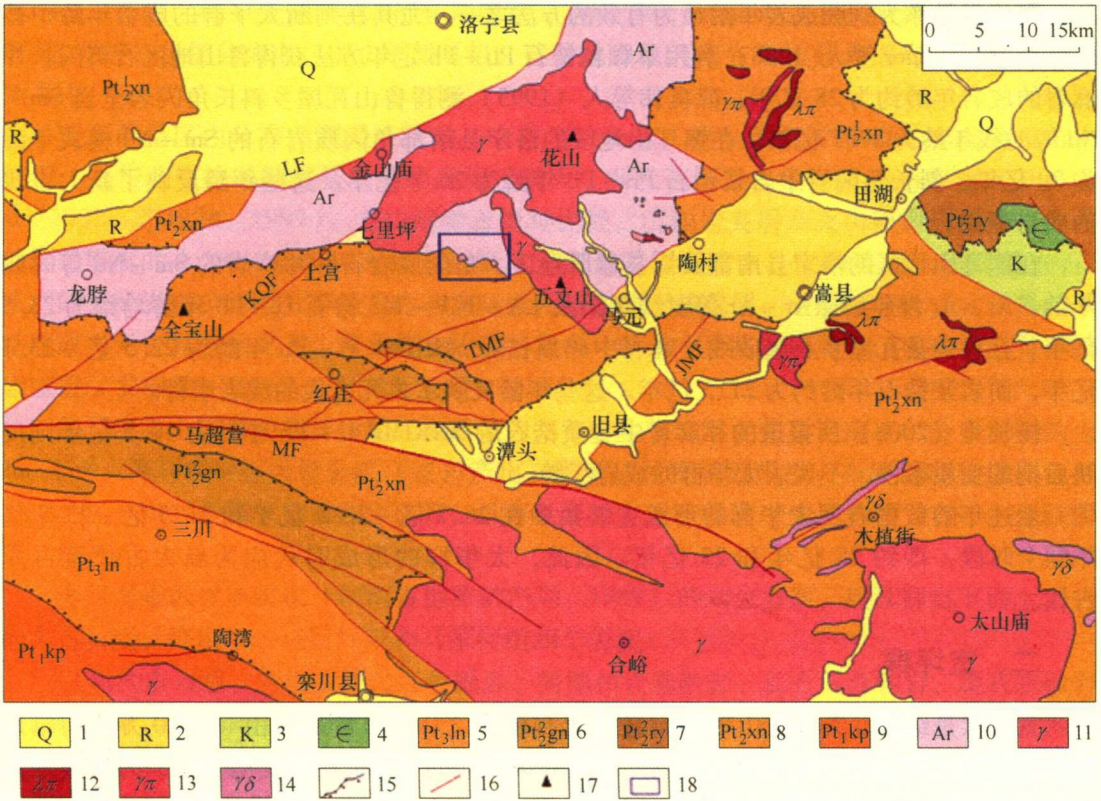 洛宁县
0 5 10 15km
Pt₂¹xn
Q
Ar
γπ
λπ
Pt₂¹xn
R
Q
R
LF
金山庙
γ
花山
Ar
Ar
田湖
R
Pt₂¹xn
七里坪
Pt₂²ry
∈
龙脖
上宫
KQF
γ
陶村
K
全宝山
五丈山
马元
嵩县
R
TMF
JMF
λπ
λπ
γπ
红庄
Pt₂¹xn
马超营
旧县
MF
潭头
Pt₂²gn
Pt₂¹xn
γδ
三川
木植街
Pt₃ln
γδ
太山庙
陶湾
合峪
γ
γ
Pt₁kp
γ
栾川县
Q 1 R 2 K 3 ∈ 4 Pt₃ln 5 Pt₂²gn 6 Pt₂²ry 7 Pt₂¹xn 8 Pt₁kp 9 Ar 10 γ 11
λπ 12 γπ 13 γδ 14 15 16 17 18